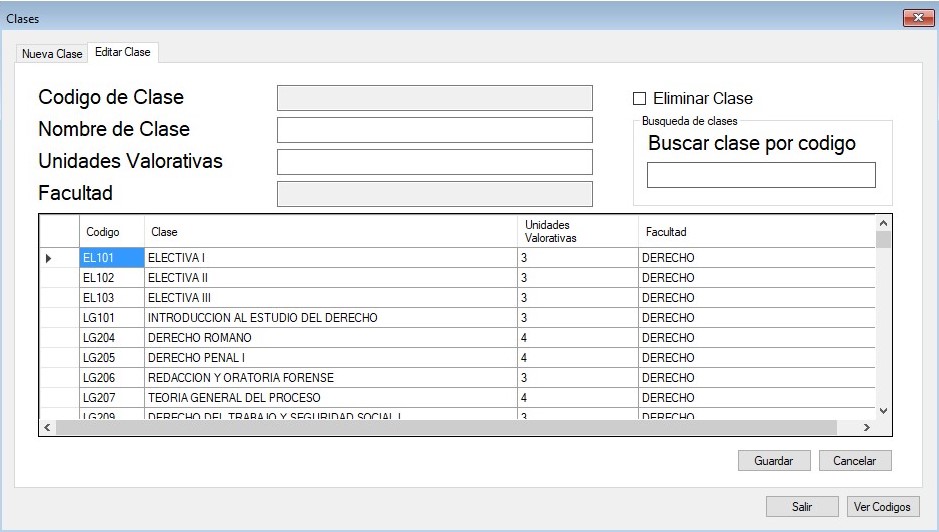 Clases
Nueva Clase Editar Clase
Codigo de Clase
Eliminar Clase
Nombre de Clase
Busqueda de clases
Buscar clase por codigo
Unidades Valorativas
Facultad
Codigo Clase Unidades Valorativas Facultad
EL101 ELECTIVA I 3 DERECHO
EL102 ELECTIVA II 3 DERECHO
EL103 ELECTIVA III 3 DERECHO
LG101 INTRODUCCION AL ESTUDIO DEL DERECHO 3 DERECHO
LG204 DERECHO ROMANO 4 DERECHO
LG205 DERECHO PENAL I 4 DERECHO
LG206 REDACCION Y ORATORIA FORENSE 3 DERECHO
LG207 TEORIA GENERAL DEL PROCESO 4 DERECHO
LG209 DERECHO DEL TRABAJO Y SEGURIDAD SOCIAL I 3 DERECHO
Guardar Cancelar
Salir Ver Codigos